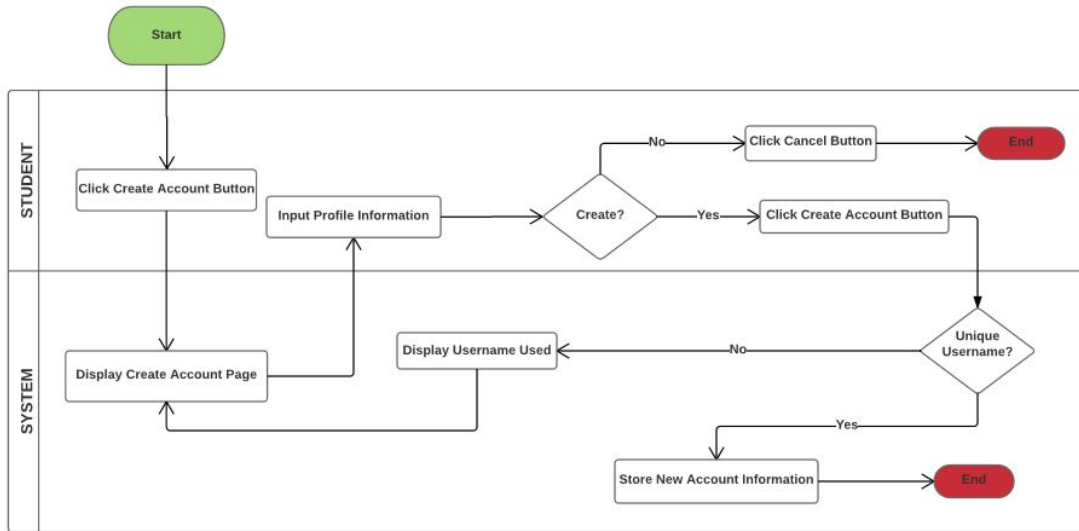 Start
STUDENT
Click Create Account Button
Input Profile Information
Create?
No
Click Cancel Button
End
Yes
Click Create Account Button
SYSTEM
Display Create Account Page
Display Username Used
No
Unique
Username?
Yes
Store New Account Information
End